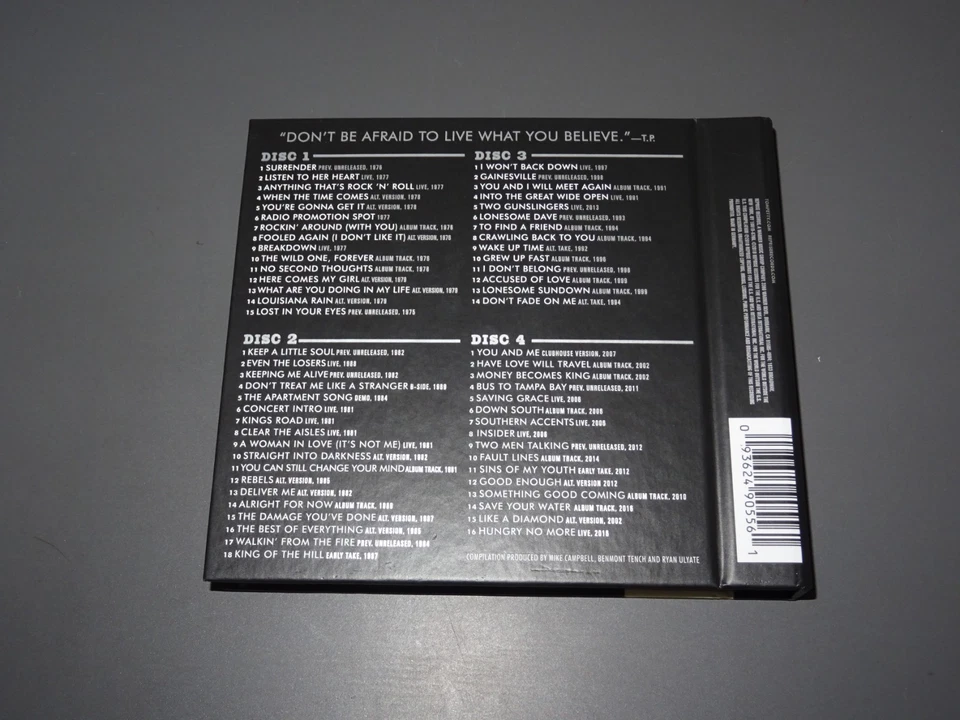 "DON'T BE AFRAID TO LIVE WHAT YOU BELIEVE."—T.P.
DISC 1
1 SURRENDER PREV. UNRELEASED, 1976
2 LISTEN TO HER HEART LIVE, 1977
3 ANYTHING THAT'S ROCK 'N' ROLL LIVE, 1977
4 WHEN THE TIME COMES ALT. VERSION, 1978
5 YOU'RE GONNA GET IT ALT. VERSION, 1978
6 RADIO PROMOTION SPOT 1977
7 ROCKIN' AROUND (WITH YOU) ALBUM TRACK, 1976
8 FOOLED AGAIN (I DON'T LIKE IT) ALT. VERSION, 1976
9 BREAKDOWN LIVE, 1977
10 THE WILD ONE, FOREVER ALBUM TRACK, 1976
11 NO SECOND THOUGHTS ALBUM TRACK, 1978
12 HERE COMES MY GIRL ALT. VERSION, 1979
13 WHAT ARE YOU DOING IN MY LIFE ALT. VERSION, 1979
14 LOUISIANA RAIN ALT. VERSION, 1979
15 LOST IN YOUR EYES PREV. UNRELEASED, 1975
DISC 2
1 KEEP A LITTLE SOUL PREV. UNRELEASED, 1982
2 EVEN THE LOSERS LIVE, 1980
3 KEEPING ME ALIVE PREV. UNRELEASED, 1982
4 DON'T TREAT ME LIKE A STRANGER B-SIDE, 1989
5 THE APARTMENT SONG DEMO, 1984
6 CONCERT INTRO LIVE, 1981
7 KINGS ROAD LIVE, 1981
8 CLEAR THE AISLES LIVE, 1981
9 A WOMAN IN LOVE (IT'S NOT ME) LIVE, 1981
10 STRAIGHT INTO DARKNESS ALT. VERSION, 1982
11 YOU CAN STILL CHANGE YOUR MIND ALBUM TRACK, 1981
12 REBELS ALT. VERSION, 1985
13 DELIVER ME ALT. VERSION, 1982
14 ALRIGHT FOR NOW ALBUM TRACK, 1989
15 THE DAMAGE YOU'VE DONE ALT. VERSION, 1987
16 THE BEST OF EVERYTHING ALT. VERSION, 1985
17 WALKIN' FROM THE FIRE PREV. UNRELEASED, 1984
18 KING OF THE HILL EARLY TAKE, 1987
DISC 3
1 I WON'T BACK DOWN LIVE, 1997
2 GAINESVILLE PREV. UNRELEASED, 1998
3 YOU AND I WILL MEET AGAIN ALBUM TRACK, 1991
4 INTO THE GREAT WIDE OPEN LIVE, 1991
5 TWO GUNSLINGERS LIVE, 2013
6 LONESOME DAVE PREV. UNRELEASED, 1993
7 TO FIND A FRIEND ALBUM TRACK, 1994
8 CRAWLING BACK TO YOU ALBUM TRACK, 1994
9 WAKE UP TIME ALT. TAKE, 1992
10 GREW UP FAST ALBUM TRACK, 1996
11 I DON'T BELONG PREV. UNRELEASED, 1998
12 ACCUSED OF LOVE ALBUM TRACK, 1999
13 LONESOME SUNDOWN ALBUM TRACK, 1999
14 DON'T FADE ON ME ALT. TAKE, 1994
DISC 4
1 YOU AND ME CLUBHOUSE VERSION, 2007
2 HAVE LOVE WILL TRAVEL ALBUM TRACK, 2002
3 MONEY BECOMES KING ALBUM TRACK, 2002
4 BUS TO TAMPA BAY PREV. UNRELEASED, 2011
5 SAVING GRACE LIVE, 2006
6 DOWN SOUTH ALBUM TRACK, 2006
7 SOUTHERN ACCENTS LIVE, 2006
8 INSIDER LIVE, 2006
9 TWO MEN TALKING PREV. UNRELEASED, 2012
10 FAULT LINES ALBUM TRACK, 2014
11 SINS OF MY YOUTH EARLY TAKE, 2012
12 GOOD ENOUGH ALT. VERSION 2012
13 SOMETHING GOOD COMING ALBUM TRACK, 2010
14 SAVE YOUR WATER ALBUM TRACK, 2016
15 LIKE A DIAMOND ALT. VERSION, 2002
16 HUNGRY NO MORE LIVE, 2016
COMPILATION PRODUCED BY MIKE CAMPBELL, BENMONT TENCH AND RYAN ULYATE
0 93624 90556 1